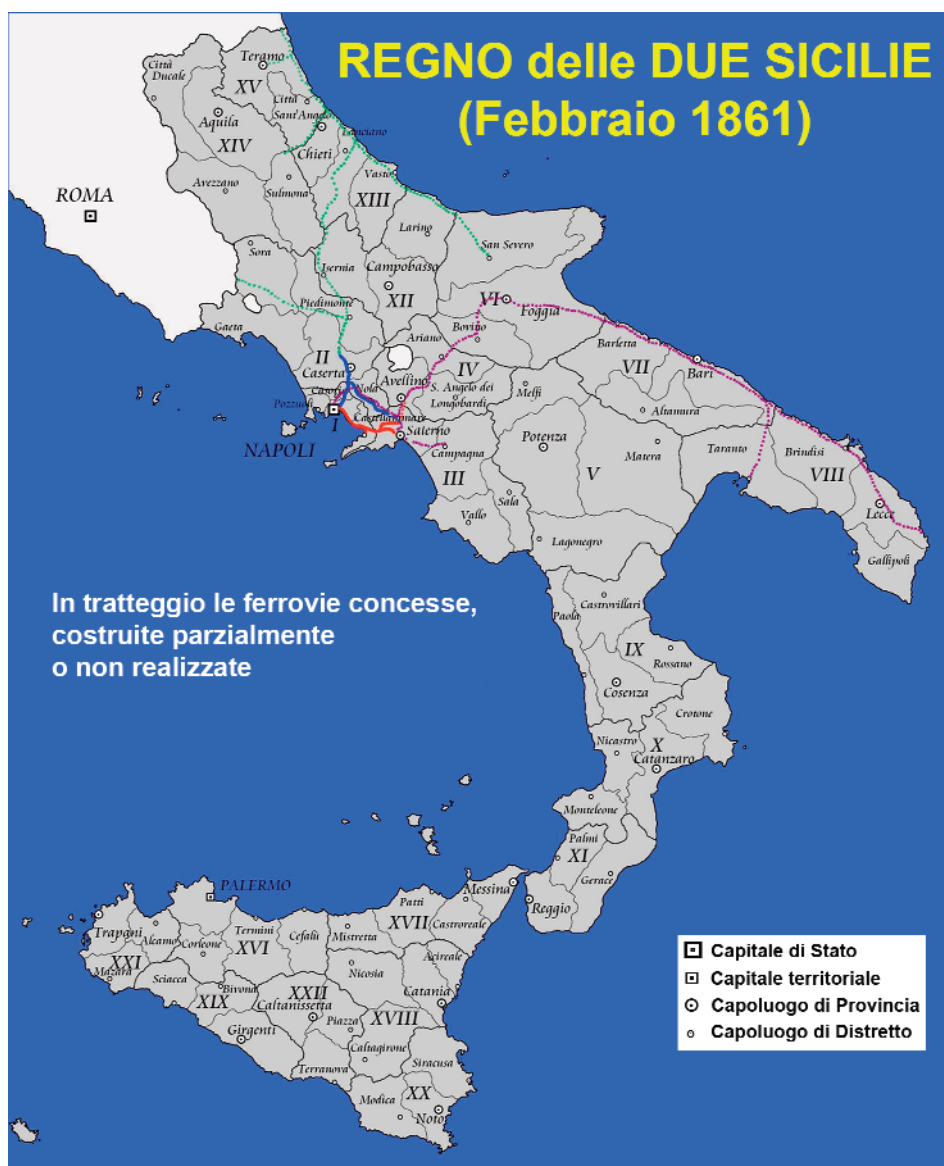 REGNO delle DUE SICILIE
(Febbraio 1861)
Teramo
Città
Ducale
XV
Città
Sant'Angelo
Aquila
Lanciano
XIV
Chieti
Vasto
Avezzano
Sulmona
XIII
ROMA
Larino
San Severo
Sora
Isernia
Campobasso
XII
VI
Foggia
Piedimonte
Gaeta
Bovino
Ariano
Barletta
II
Caserta
IV
VII
Bari
Avellino
Casoria
Nola
S. Angelo dei
Longobardi
Melfi
Pozzuoli
I
Castellammare
Altamura
NAPOLI
Salerno
Campagna
Potenza
Matera
Taranto
Brindisi
III
V
VIII
Sala
Lecce
Vallo
Lagonegro
Gallipoli
In tratteggio le ferrovie concesse,
costruite parzialmente
o non realizzate
Castrovillari
Paola
IX
Rossano
Cosenza
Crotone
Nicastro
X
Catanzaro
Monteleone
Palmi
XI
Gerace
Reggio
PALERMO
Messina
Patti
XVII
Castroreale
Trapani
Alcamo
Corleone
Termini
XVI
Cefalù
Mistretta
XXI
Mazara
Sciacca
Nicosia
Acireale
Bivona
XIX
XXII
Caltanissetta
Catania
Piazza
XVIII
Girgenti
Caltagirone
Terranova
Siracusa
Modica
XX
Noto
Capitale di Stato
Capitale territoriale
Capoluogo di Provincia
Capoluogo di Distretto